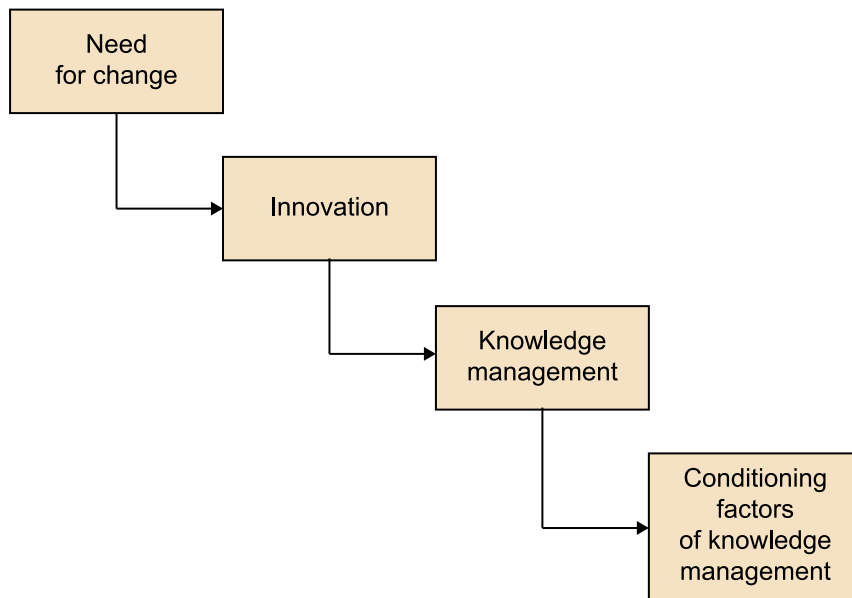 Need
for change
Innovation
Knowledge
management
Conditioning
factors
of knowledge
management